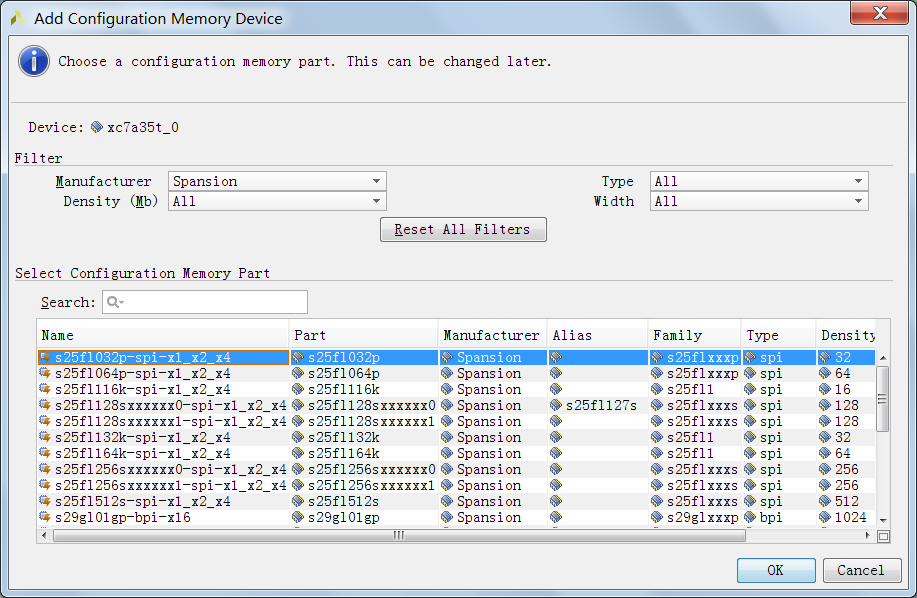 Add Configuration Memory Device
Choose a configuration memory part. This can be changed later.
Device: xc7a35t_0
Filter
Manufacturer Spansion Type All
Density (Mb) All Width All
Reset All Filters
Select Configuration Memory Part
Search:
Name Part Manufacturer Alias Family Type Density
s25fl032p-spi-x1_x2_x4 s25fl032p Spansion s25flxxxp spi 32
s25fl064p-spi-x1_x2_x4 s25fl064p Spansion s25flxxxp spi 64
s25fl116k-spi-x1_x2_x4 s25fl116k Spansion s25fl1 spi 16
s25fl128sxxxxxx0-spi-x1_x2_x4 s25fl128sxxxxxx0 Spansion s25fl127s s25flxxxs spi 128
s25fl128sxxxxxx1-spi-x1_x2_x4 s25fl128sxxxxxx1 Spansion s25flxxxs spi 128
s25fl132k-spi-x1_x2_x4 s25fl132k Spansion s25fl1 spi 32
s25fl164k-spi-x1_x2_x4 s25fl164k Spansion s25fl1 spi 64
s25fl256sxxxxxx0-spi-x1_x2_x4 s25fl256sxxxxxx0 Spansion s25flxxxs spi 256
s25fl256sxxxxxx1-spi-x1_x2_x4 s25fl256sxxxxxx1 Spansion s25flxxxs spi 256
s25fl512s-spi-x1_x2_x4 s25fl512s Spansion s25flxxxs spi 512
s29gl01gp-bpi-x16 s29gl01gp Spansion s29glxxxp bpi 1024
OK Cancel